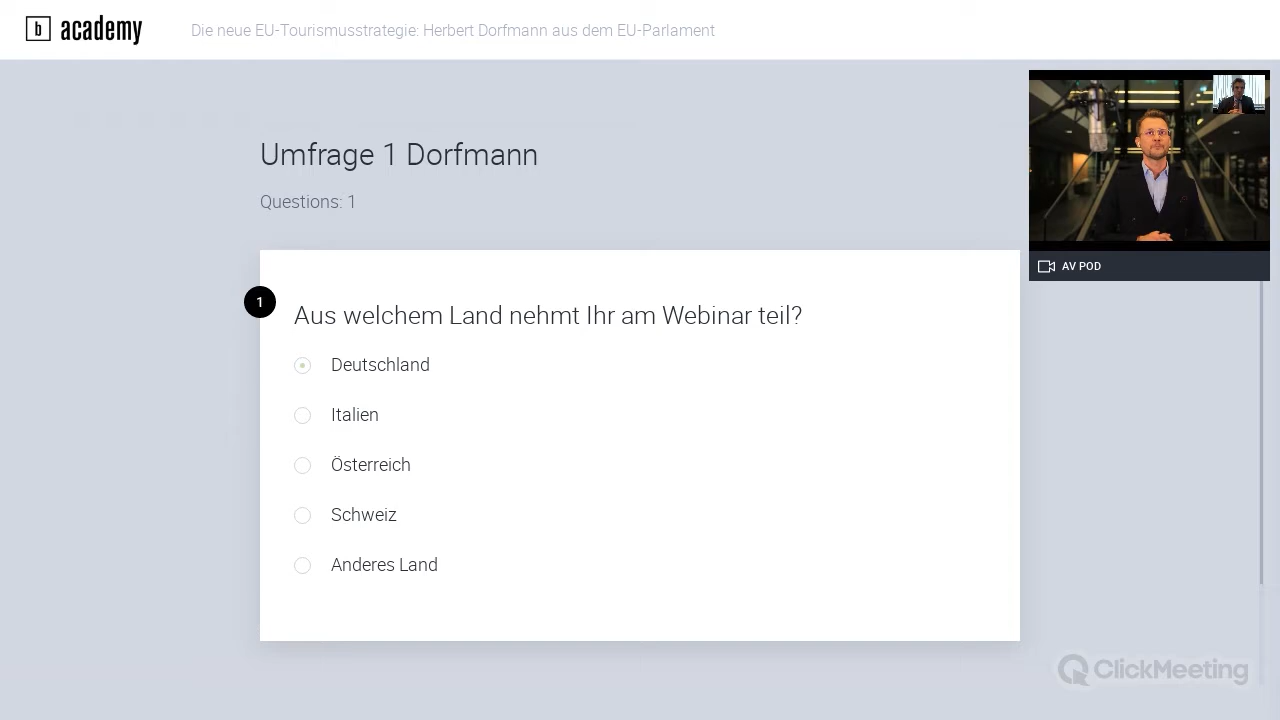 b academy
Die neue EU-Tourismusstrategie: Herbert Dorfmann aus dem EU-Parlament
Umfrage 1 Dorfmann
Questions: 1
1
Aus welchem Land nehmt Ihr am Webinar teil?
Deutschland
Italien
Österreich
Schweiz
Anderes Land
AV POD
ClickMeeting